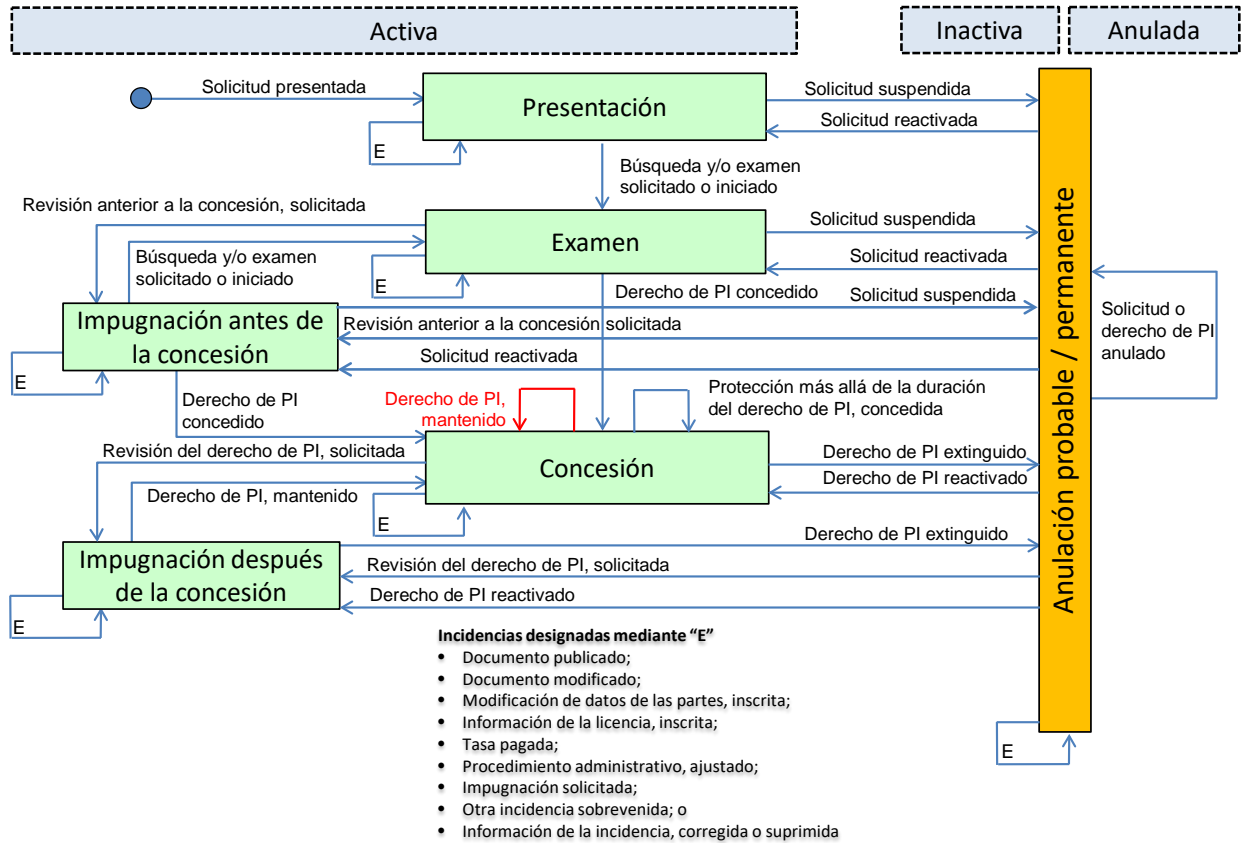 Activa
Inactiva
Anulada
Solicitud presentada
Presentación
Solicitud suspendida
Solicitud reactivada
E
Búsqueda y/o examen
solicitado o iniciado
Revisión anterior a la concesión, solicitada
Examen
Solicitud suspendida
Solicitud reactivada
Búsqueda y/o examen
solicitado o iniciado
E
Derecho de PI concedido
Solicitud suspendida
Impugnación antes de
la concesión
Revisión anterior a la concesión solicitada
Solicitud reactivada
E
Solicitud o
derecho de PI
anulado
Anulación probable / permanente
Derecho de PI
concedido
Derecho de PI,
mantenido
Protección más allá de la duración
del derecho de PI, concedida
Revisión del derecho de PI, solicitada
Concesión
Derecho de PI extinguido
Derecho de PI reactivado
Derecho de PI, mantenido
E
Derecho de PI extinguido
Impugnación después
de la concesión
Revisión del derecho de PI, solicitada
Derecho de PI reactivado
E
Incidencias designadas mediante “E”
• Documento publicado;
• Documento modificado;
• Modificación de datos de las partes, inscrita;
• Información de la licencia, inscrita;
• Tasa pagada;
• Procedimiento administrativo, ajustado;
• Impugnación solicitada;
• Otra incidencia sobrevenida; o
• Información de la incidencia, corregida o suprimida
E